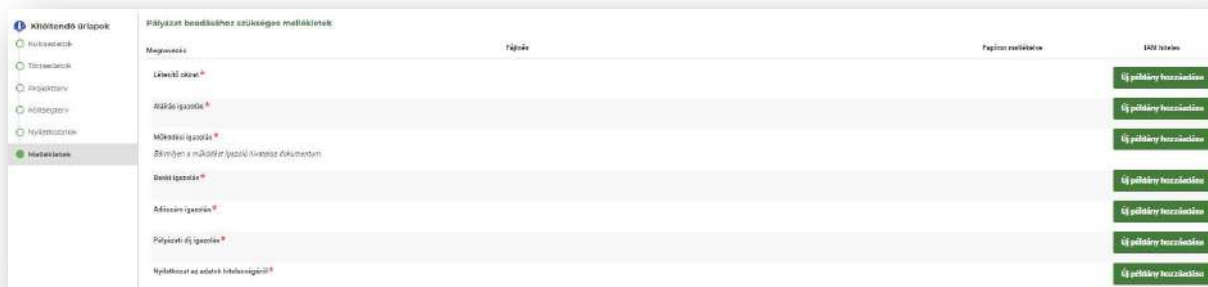 Kitöltendő űrlapok
Kulcsadatok
Törzsadatok
Projektterv
Költségterv
Nyilatkozatok
Mellékletek
Pályázat beadásához szükséges mellékletek
Megnevezés Fájlnév Papíron mellékelve IAM hiteles
Létesítő okirat * Új példány hozzáadása
Aláírás igazolás * Új példány hozzáadása
Működési igazolás * Új példány hozzáadása
Bármilyen a működést igazoló hivatalos dokumentum.
Banki igazolás * Új példány hozzáadása
Adószám igazolás * Új példány hozzáadása
Pályázati díj igazolás * Új példány hozzáadása
Nyilatkozat az adatok hitelességéről * Új példány hozzáadása